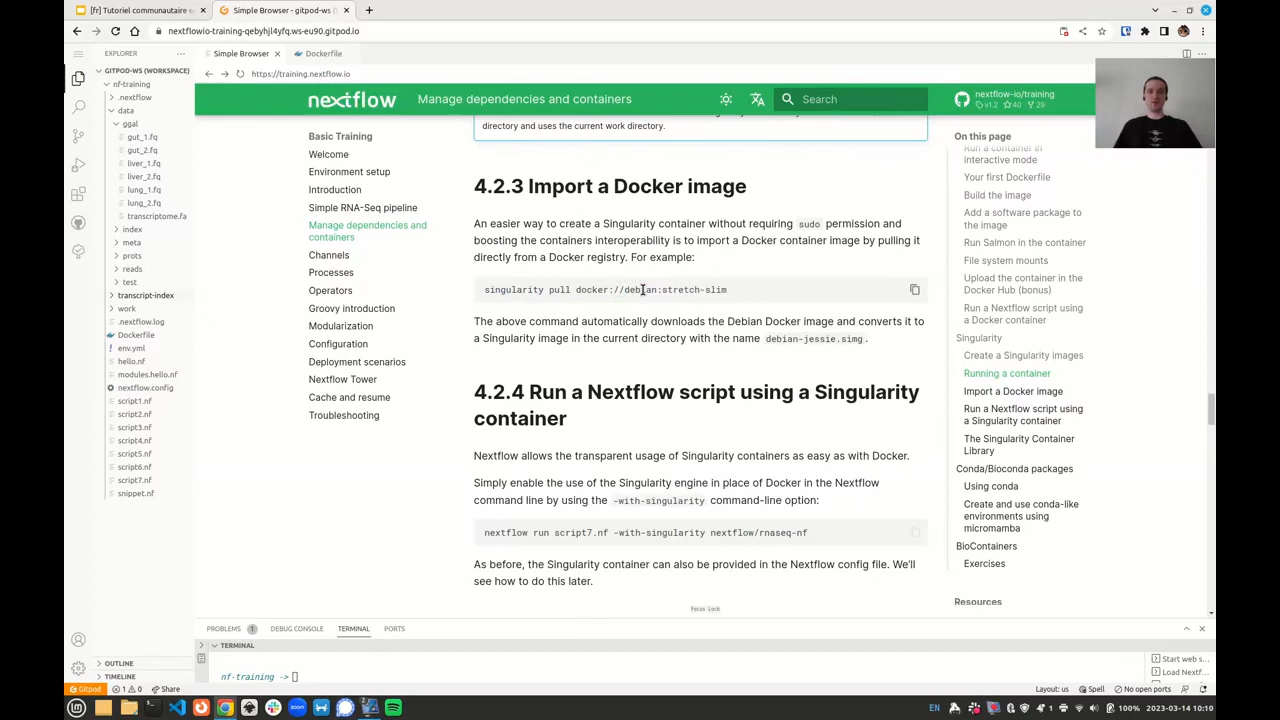 [fr] Tutoriel communautaire e
Simple Browser - gitpod-ws (
nextflowio-training-qebyhjl4yfq.ws-eu90.gitpod.io
EXPLORER
Simple Browser
Dockerfile
GITPOD-WS (WORKSPACE)
nf-training
.nextflow
data
ggal
gut_1.fq
gut_2.fq
liver_1.fq
liver_2.fq
lung_1.fq
lung_2.fq
transcriptome.fa
index
meta
prots
reads
test
transcript-index
work
.nextflow.log
Dockerfile
env.yml
hello.nf
modules.hello.nf
nextflow.config
script1.nf
script2.nf
script3.nf
script4.nf
script5.nf
script6.nf
script7.nf
snippet.nf
OUTLINE
TIMELINE
https://training.nextflow.io
nextflow
Manage dependencies and containers
Search
nextflow-io/training
v1.2 40 29
Basic Training
Welcome
Environment setup
Introduction
Simple RNA-Seq pipeline
Manage dependencies and
containers
Channels
Processes
Operators
Groovy introduction
Modularization
Configuration
Deployment scenarios
Nextflow Tower
Cache and resume
Troubleshooting
directory and uses the current work directory.
4.2.3 Import a Docker image
An easier way to create a Singularity container without requiring sudo permission and
boosting the containers interoperability is to import a Docker container image by pulling it
directly from a Docker registry. For example:
singularity pull docker://debian:stretch-slim
The above command automatically downloads the Debian Docker image and converts it to
a Singularity image in the current directory with the name debian-jessie.simg.
4.2.4 Run a Nextflow script using a Singularity
container
Nextflow allows the transparent usage of Singularity containers as easy as with Docker.
Simply enable the use of the Singularity engine in place of Docker in the Nextflow
command line by using the -with-singularity command-line option:
nextflow run script7.nf -with-singularity nextflow/rnaseq-nf
As before, the Singularity container can also be provided in the Nextflow config file. We'll
see how to do this later.
Focus Lock
On this page
Run a container in
interactive mode
Your first Dockerfile
Build the image
Add a software package to
the image
Run Salmon in the container
File system mounts
Upload the container in the
Docker Hub (bonus)
Run a Nextflow script using
a Docker container
Singularity
Create a Singularity images
Running a container
Import a Docker image
Run a Nextflow script using
a Singularity container
The Singularity Container
Library
Conda/Bioconda packages
Using conda
Create and use conda-like
environments using
micromamba
BioContainers
Exercises
Resources
PROBLEMS 1 DEBUG CONSOLE TERMINAL PORTS
TERMINAL
nf-training ->
Start web s...
Load Nextf...
Gitpod 1 0 Share
Layout: us Spell No open ports
EN 100% 2023-03-14 10:10